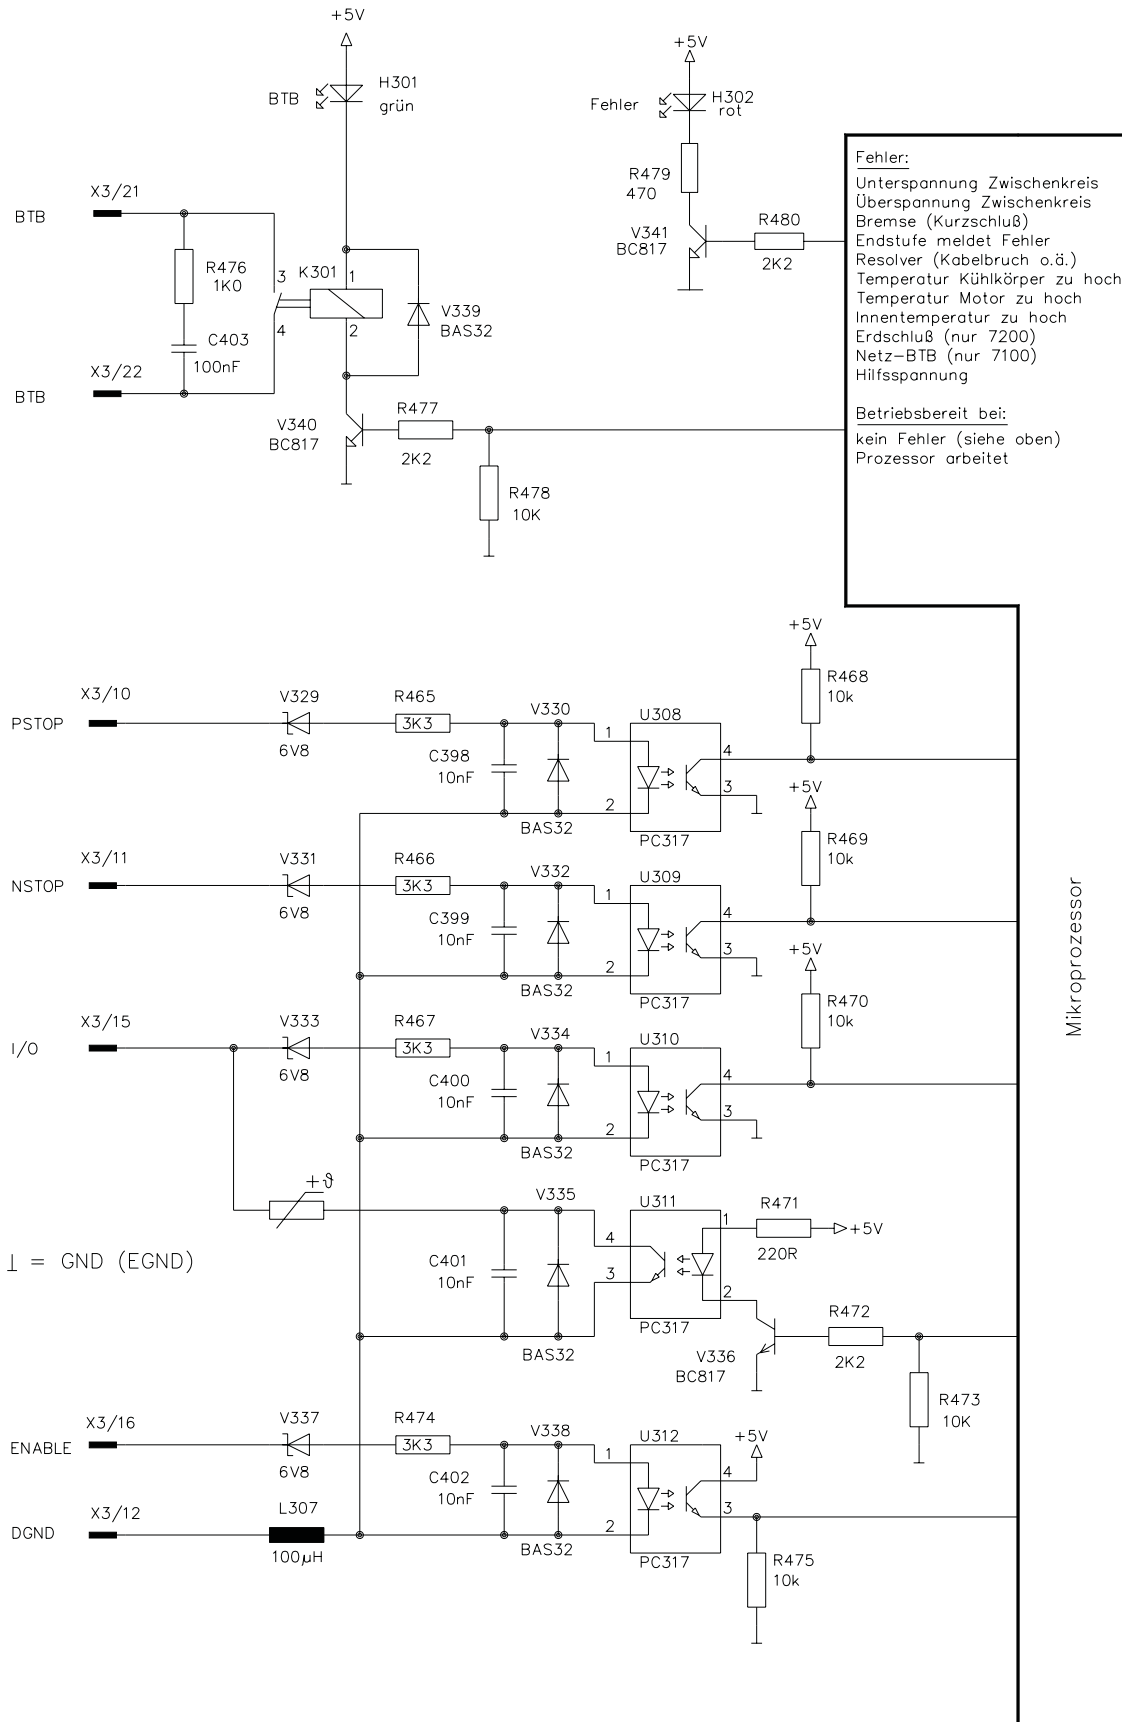 +5V
BTB
H301
grün
+5V
Fehler
H302
rot
R479
470
V341
BC817
R480
2K2
Fehler:
Unterspannung Zwischenkreis
Überspannung Zwischenkreis
Bremse (Kurzschluß)
Endstufe meldet Fehler
Resolver (Kabelbruch o.ä.)
Temperatur Kühlkörper zu hoch
Temperatur Motor zu hoch
Innentemperatur zu hoch
Erdschluß (nur 7200)
Netz-BTB (nur 7100)
Hilfsspannung
Betriebsbereit bei:
kein Fehler (siehe oben)
Prozessor arbeitet
X3/21
BTB
R476
1K0
C403
100nF
3
4
K301
1
2
V339
BAS32
X3/22
BTB
V340
BC817
R477
2K2
R478
10K
+5V
R468
10k
X3/10
PSTOP
V329
6V8
R465
3K3
C398
10nF
V330
BAS32
1
2
U308
PC317
4
3
+5V
R469
10k
X3/11
NSTOP
V331
6V8
R466
3K3
C399
10nF
V332
BAS32
1
2
U309
PC317
4
3
+5V
R470
10k
Mikroprozessor
X3/15
I/O
V333
6V8
R467
3K3
C400
10nF
V334
BAS32
1
2
U310
PC317
4
3
+ϑ
⊥ = GND (EGND)
C401
10nF
V335
BAS32
4
3
U311
PC317
1
2
R471
220R
+5V
V336
BC817
R472
2K2
R473
10K
X3/16
ENABLE
V337
6V8
R474
3K3
C402
10nF
V338
BAS32
1
2
U312
PC317
4
3
+5V
R475
10k
X3/12
DGND
L307
100µH